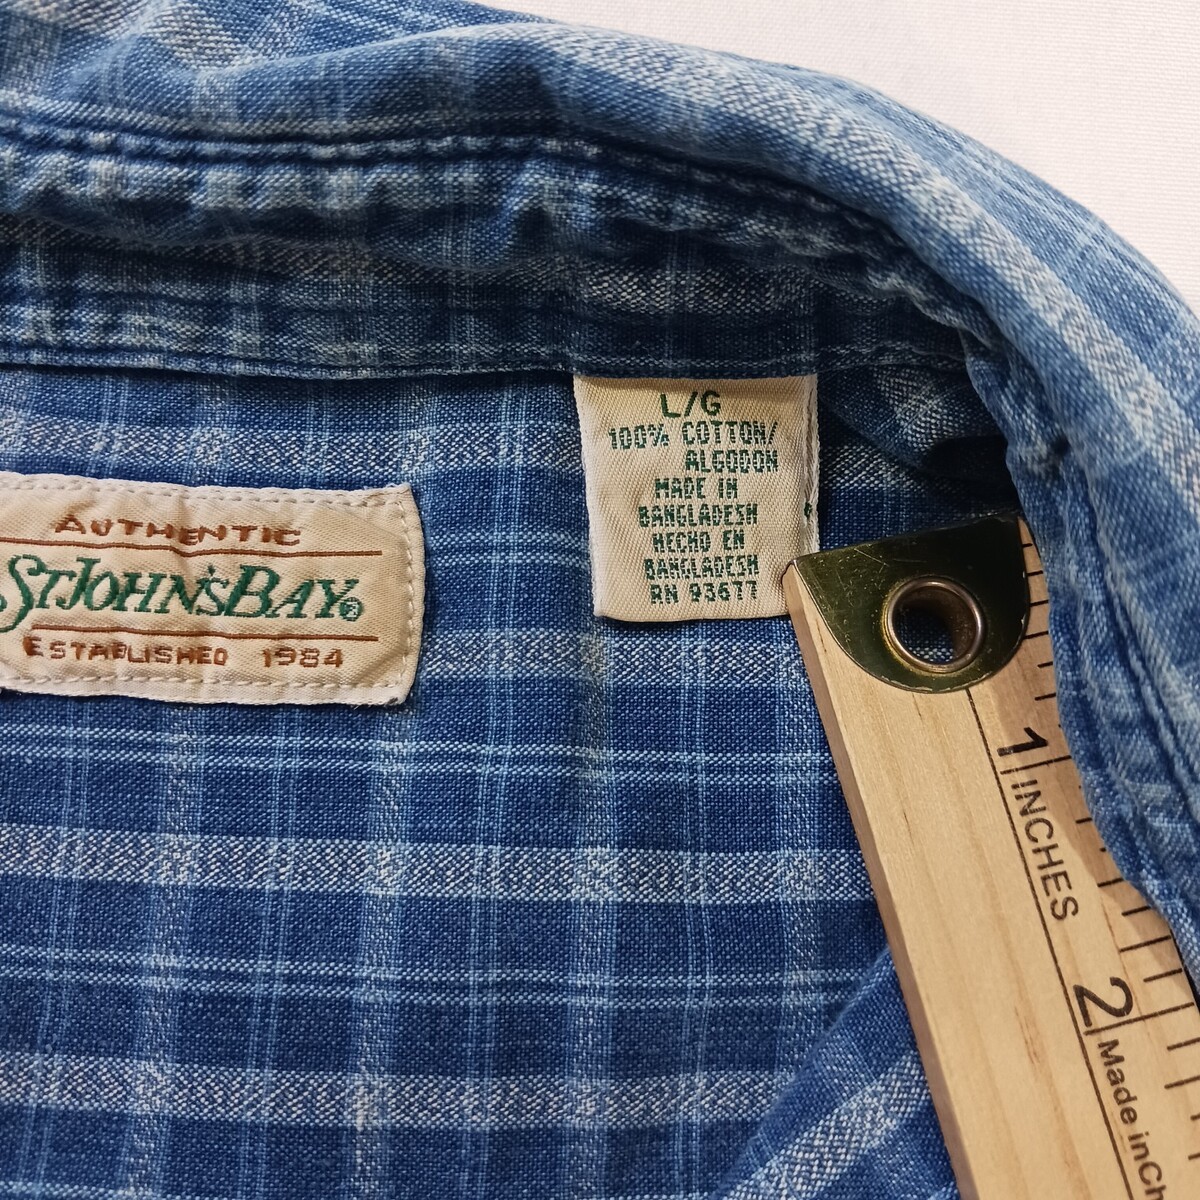 AUTHENTIC
ST JOHN'S BAY®
ESTABLISHED 1984
L/G
100% COTTON/
ALGODON
MADE IN
BANGLADESH
HECHO EN
BANGLADESH
RN 93677
1 INCHES
2 Made in Ch